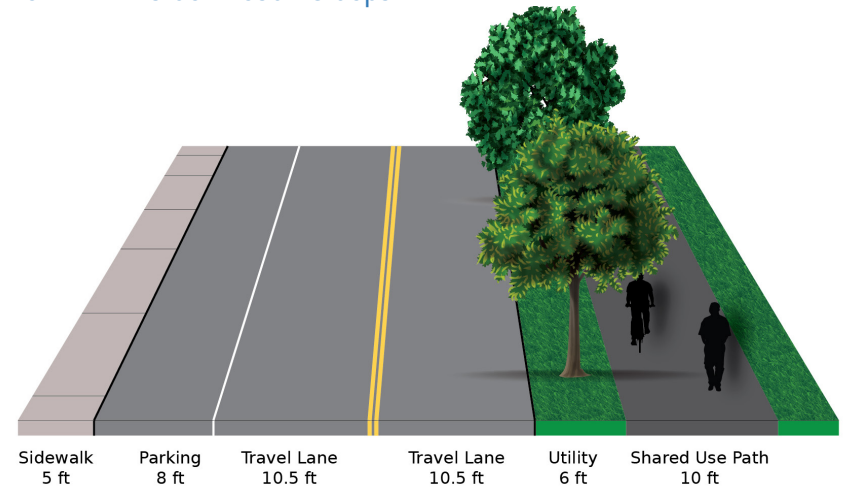 Sidewalk
5 ft
Parking
8 ft
Travel Lane
10.5 ft
Travel Lane
10.5 ft
Utility
6 ft
Shared Use Path
10 ft